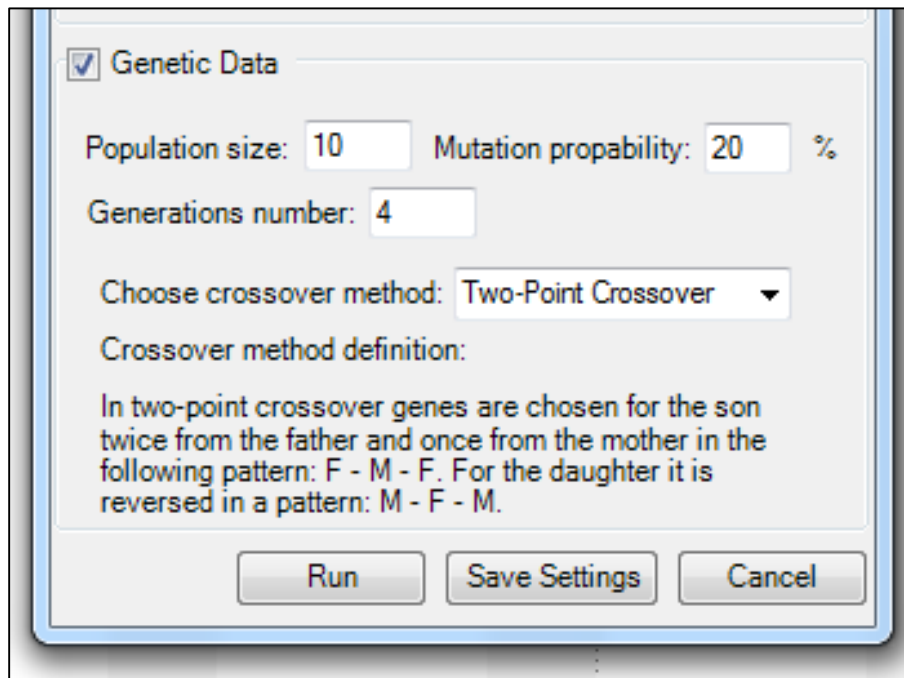 Genetic Data
Population size: 10 Mutation propability: 20 %
Generations number: 4
Choose crossover method: Two-Point Crossover
Crossover method definition:
In two-point crossover genes are chosen for the son
twice from the father and once from the mother in the
following pattern: F - M - F. For the daughter it is
reversed in a pattern: M - F - M.
Run Save Settings Cancel